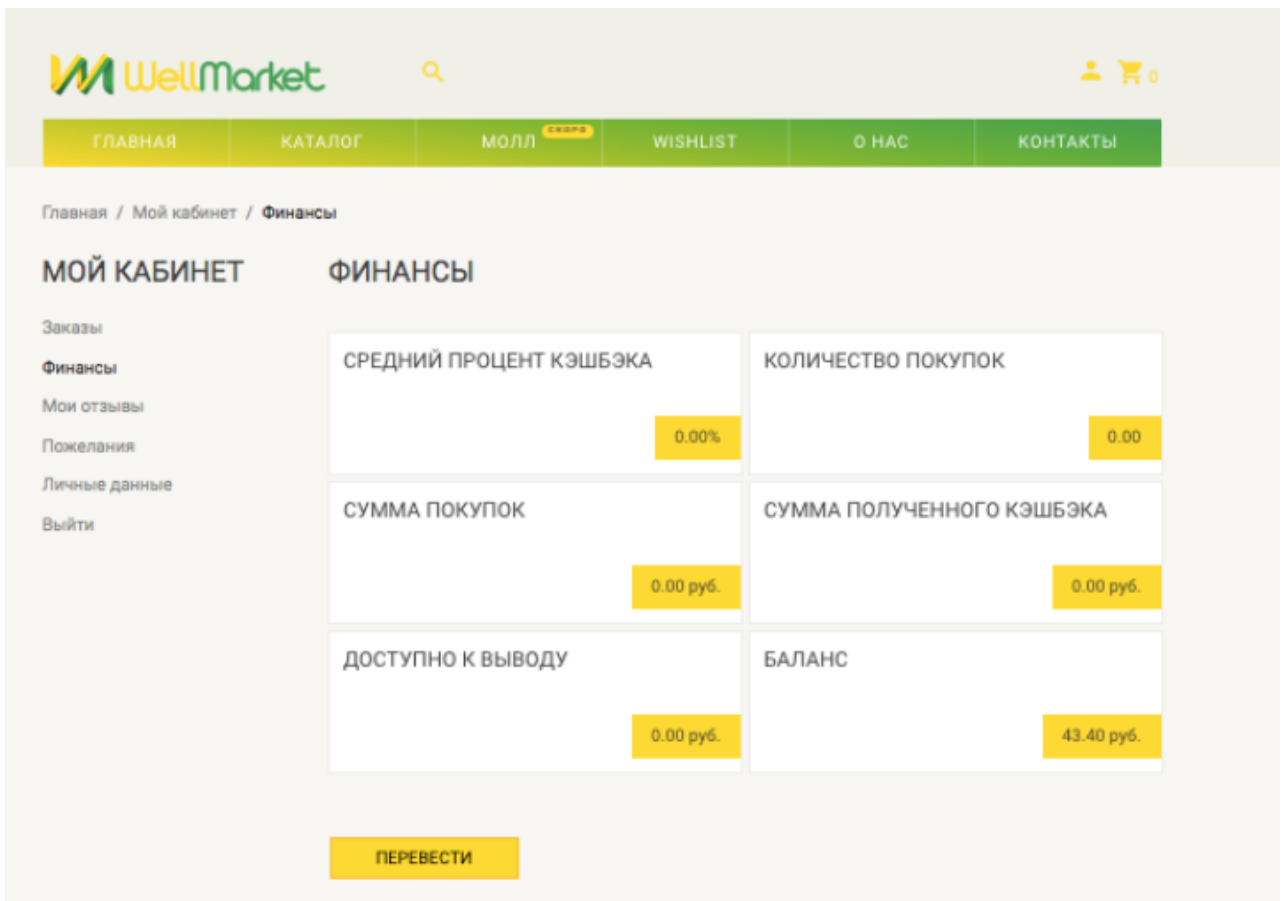 WellMarket
0
ГЛАВНАЯ КАТАЛОГ МОЛЛ СКОРО WISHLIST О НАС КОНТАКТЫ
Главная / Мой кабинет / Финансы
МОЙ КАБИНЕТ
Заказы
Финансы
Мои отзывы
Пожелания
Личные данные
Выйти
ФИНАНСЫ
СРЕДНИЙ ПРОЦЕНТ КЭШБЭКА
0.00%
КОЛИЧЕСТВО ПОКУПОК
0.00
СУММА ПОКУПОК
0.00 руб.
СУММА ПОЛУЧЕННОГО КЭШБЭКА
0.00 руб.
ДОСТУПНО К ВЫВОДУ
0.00 руб.
БАЛАНС
43.40 руб.
ПЕРЕВЕСТИ